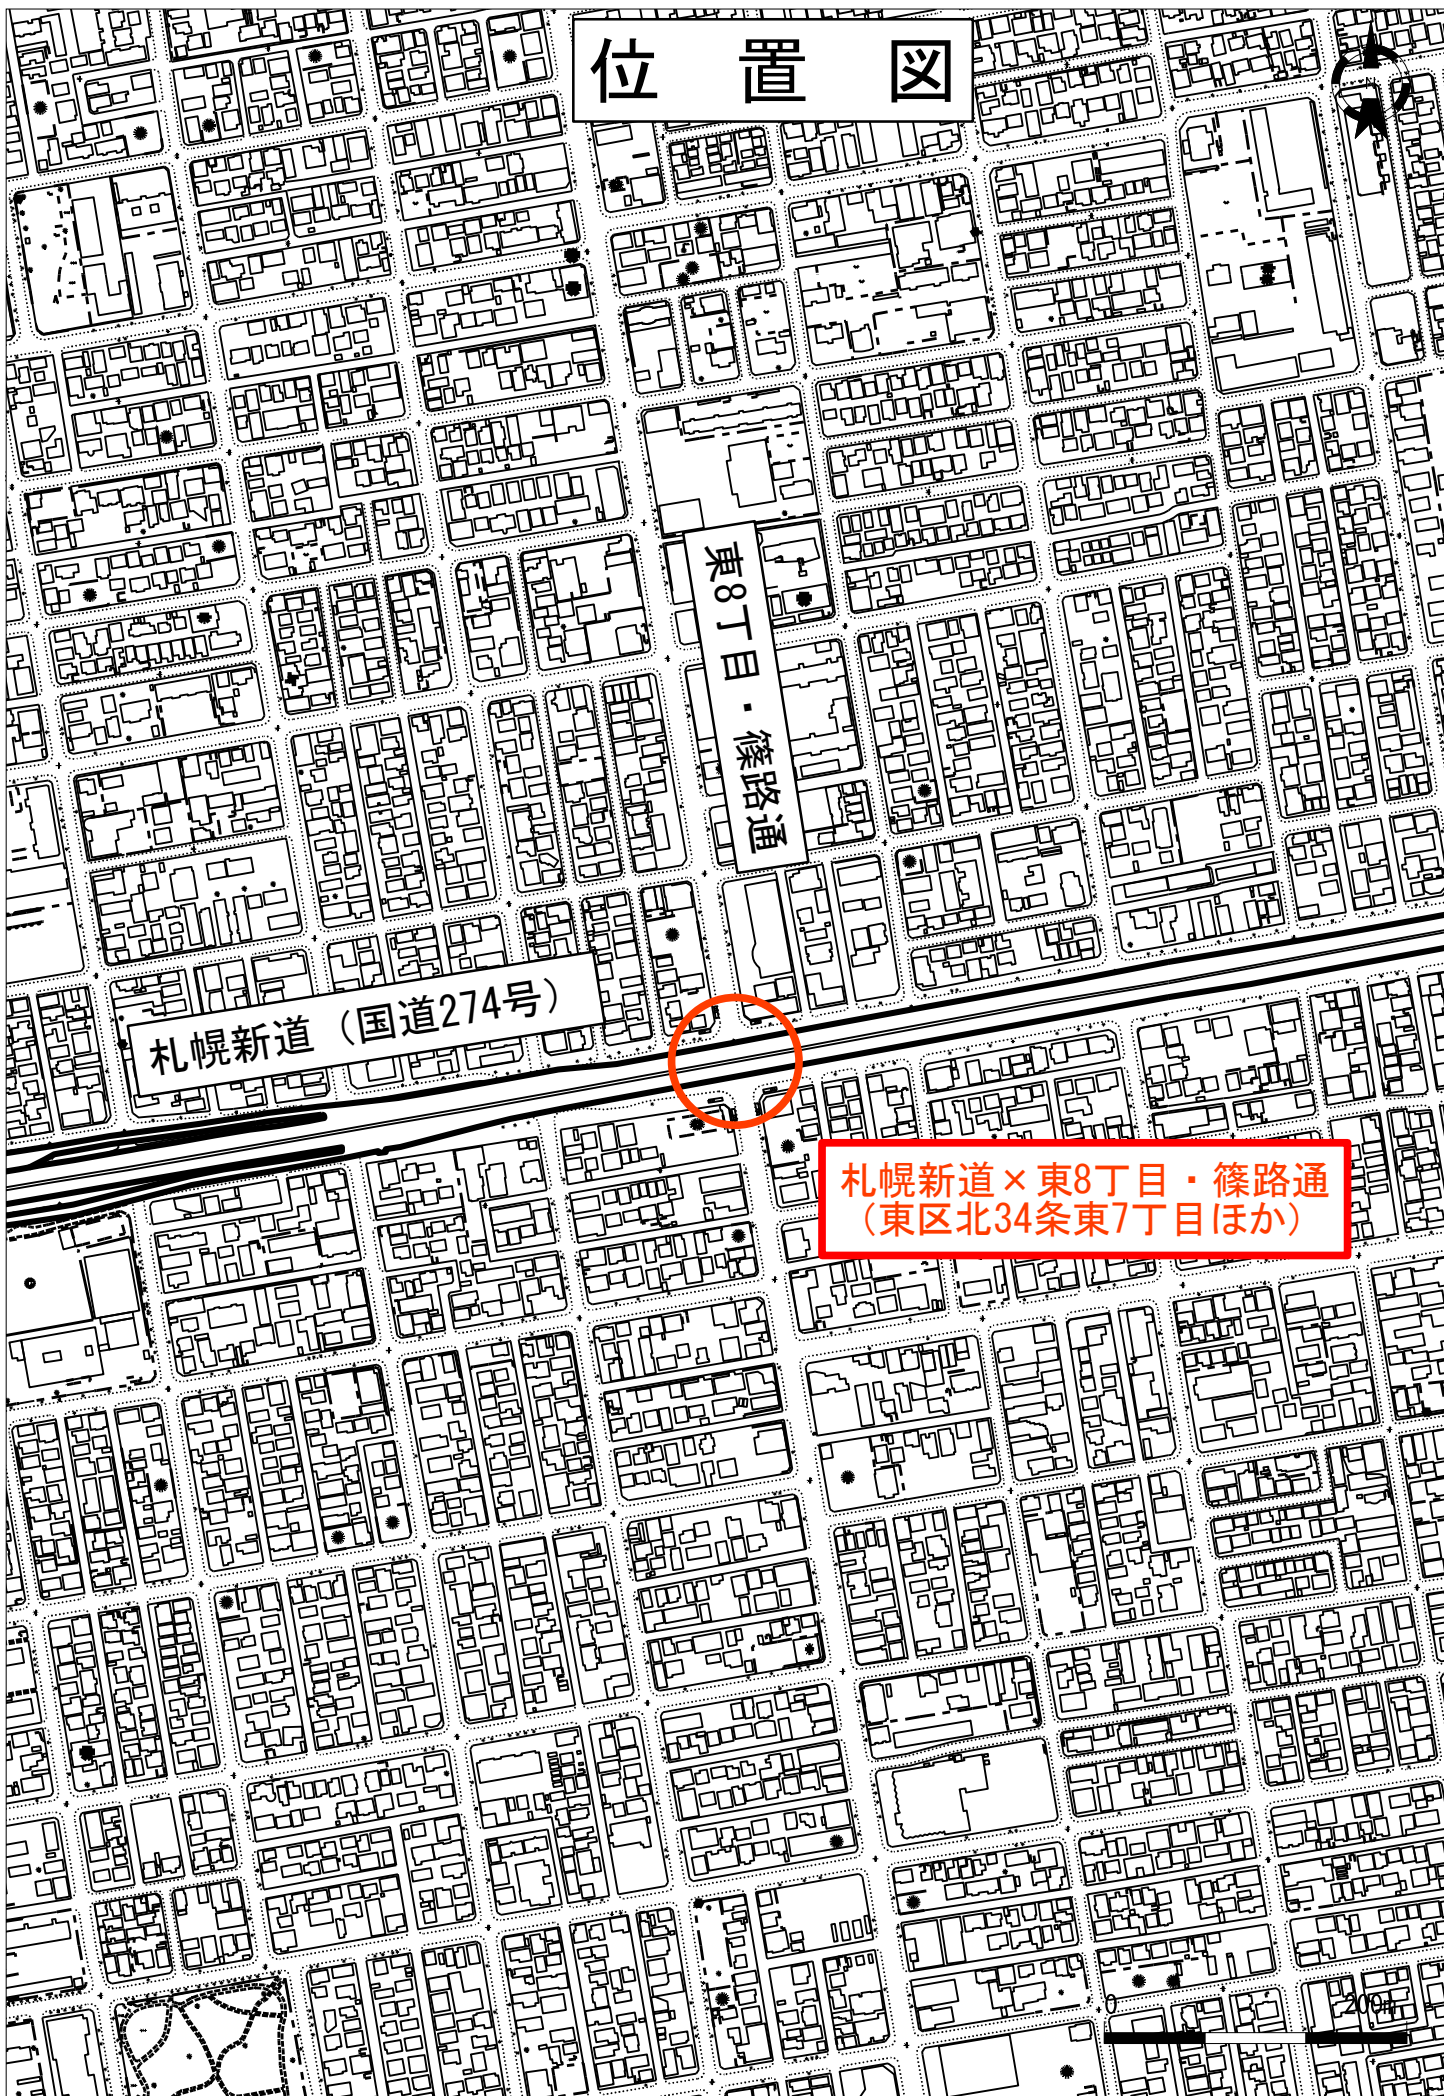 位置図
東8丁目・篠路通
札幌新道（国道274号）
札幌新道×東8丁目・篠路通
（東区北34条東7丁目ほか）
0
200m